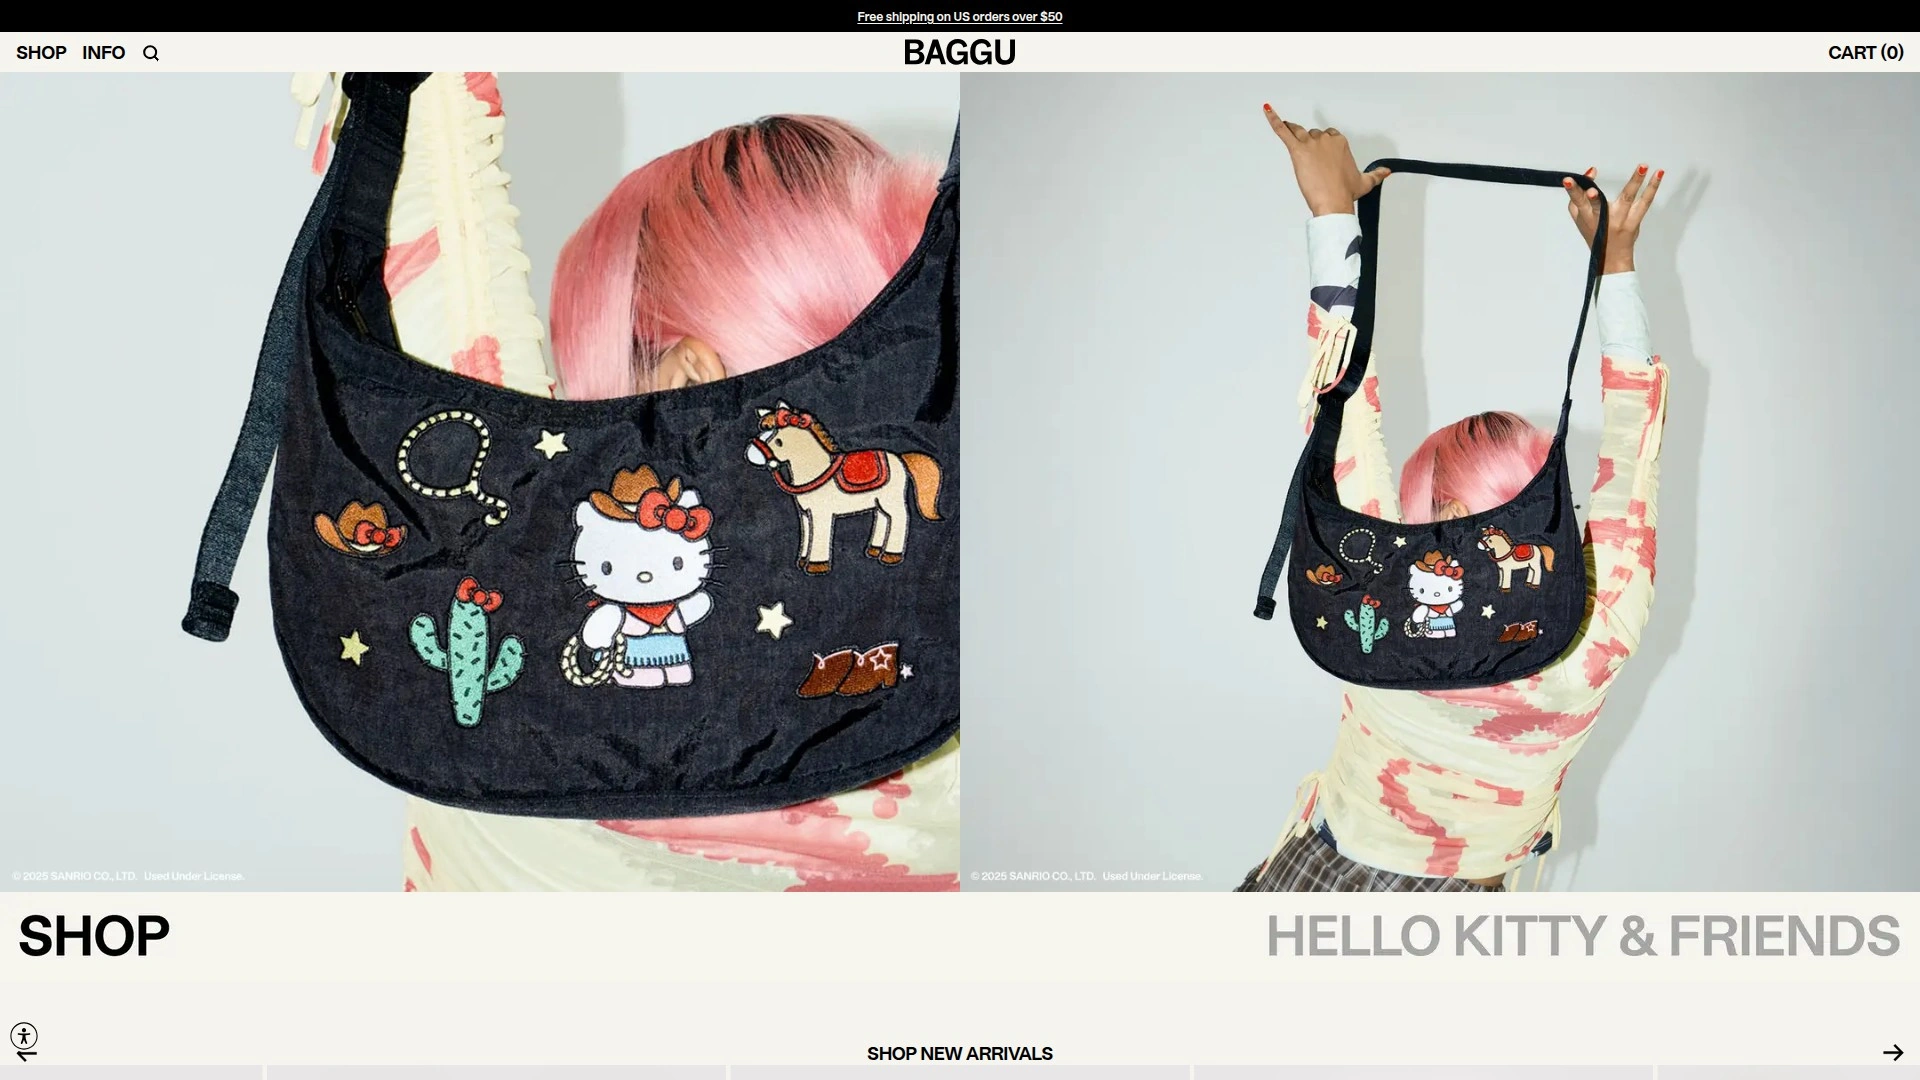 Free shipping on US orders over $50
SHOP INFO BAGGU CART (0)
© 2025 SANRIO CO., LTD. Used Under License.
© 2025 SANRIO CO., LTD. Used Under License.
SHOP HELLO KITTY & FRIENDS
SHOP NEW ARRIVALS